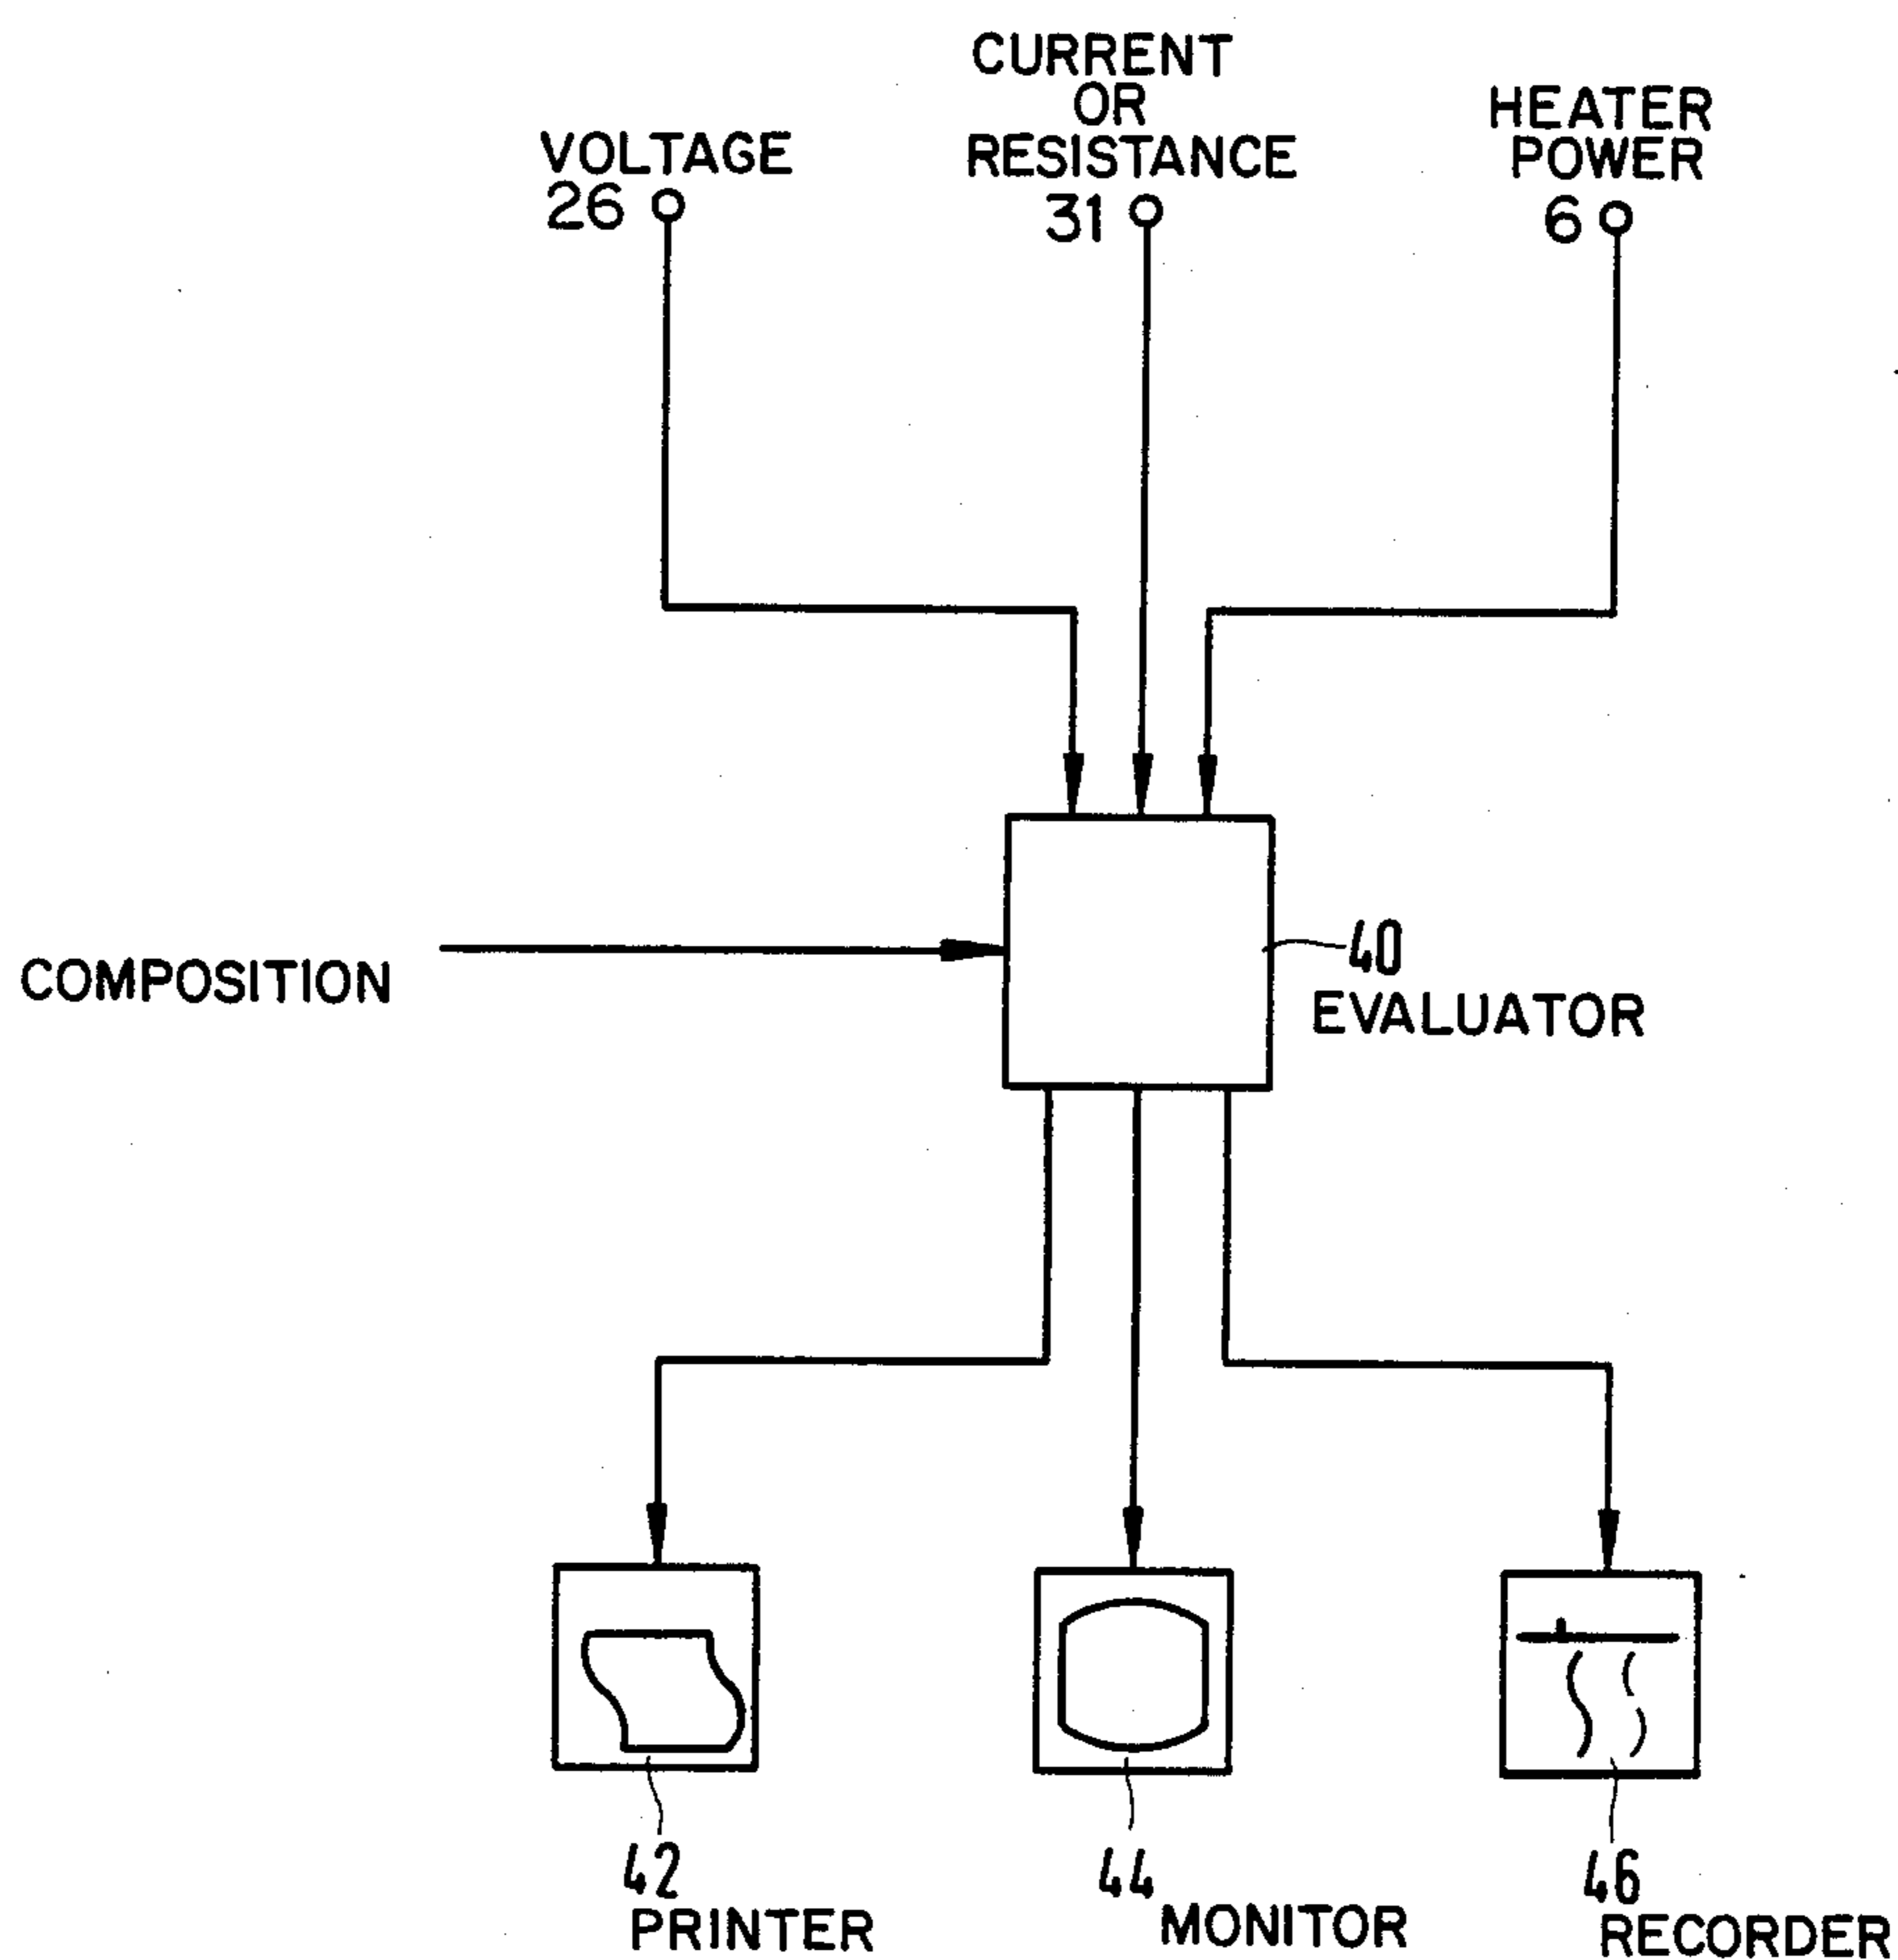 VOLTAGE
26
CURRENT
OR
RESISTANCE
31
HEATER
POWER
6
COMPOSITION
40
EVALUATOR
42
PRINTER
44
MONITOR
46
RECORDER